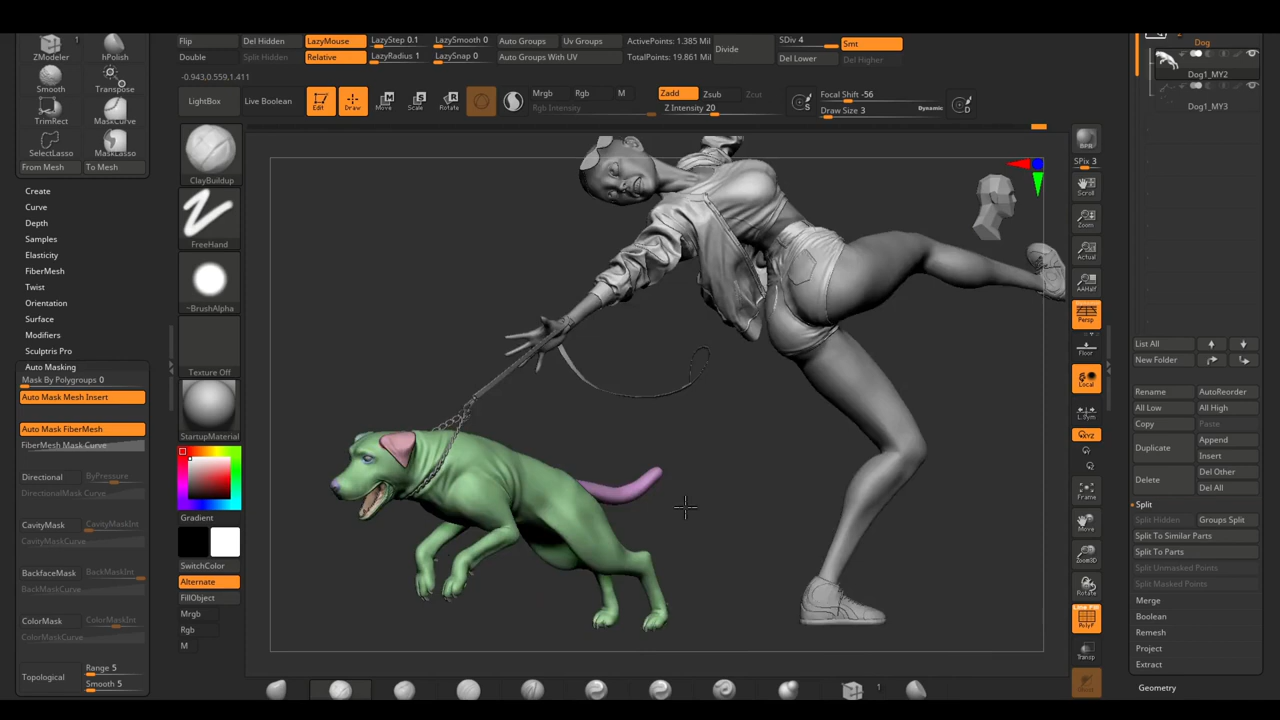 1
ZModeler hPolish
Smooth Transpose
TrimRect MaskCurve
SelectLasso MaskLasso
From Mesh To Mesh
Create
Curve
Depth
Samples
Elasticity
FiberMesh
Twist
Orientation
Surface
Modifiers
Sculptris Pro
Auto Masking
Mask By Polygroups 0
Auto Mask Mesh Insert
Auto Mask FiberMesh
FiberMesh Mask Curve
Directional ByPressure
DirectionalMask Curve
CavityMask CavityMaskInt
CavityMaskCurve
BackfaceMask BackMaskInt
BackMaskCurve
ColorMask ColorMaskInt
ColorMaskCurve
Topological Range 5
Smooth 5
Flip Del Hidden LazyMouse LazyStep 0.1 LazySmooth 0 Auto Groups Uv Groups ActivePoints: 1.385 Mil SDiv 4 Smt
Double Split Hidden Relative LazyRadius 1 LazySnap 0 Auto Groups With UV TotalPoints: 19.861 Mil Divide Del Lower Del Higher
-0.943,0.559,1.411
LightBox Live Boolean Edit Draw Move Scale Rotate Mrgb Rgb M Zadd Zsub Zcut Focal Shift -56
Rgb Intensity Z Intensity 20 Draw Size 3 Dynamic
M S R S D
ClayBuildup
FreeHand
~BrushAlpha
Texture Off
StartupMaterial
Gradient
SwitchColor
Alternate
FillObject
Mrgb
Rgb
M
BPR
SPix 3
Scroll
Zoom
Actual
AAHalf
Persp
Floor
Local
L.Sym
XYZ
Frame
Move
Zoom3D
Rotate
Line Fill
PolyF
Transp
1
Dog
Dog1_MY2
Dog1_MY3
List All
New Folder
Rename AutoReorder
All Low All High
Copy Paste
Duplicate Append
Insert
Delete Del Other
Del All
Split
Split Hidden Groups Split
Split To Similar Parts
Split To Parts
Split Unmasked Points
Split Masked Points
Merge
Boolean
Remesh
Project
Extract
Geometry